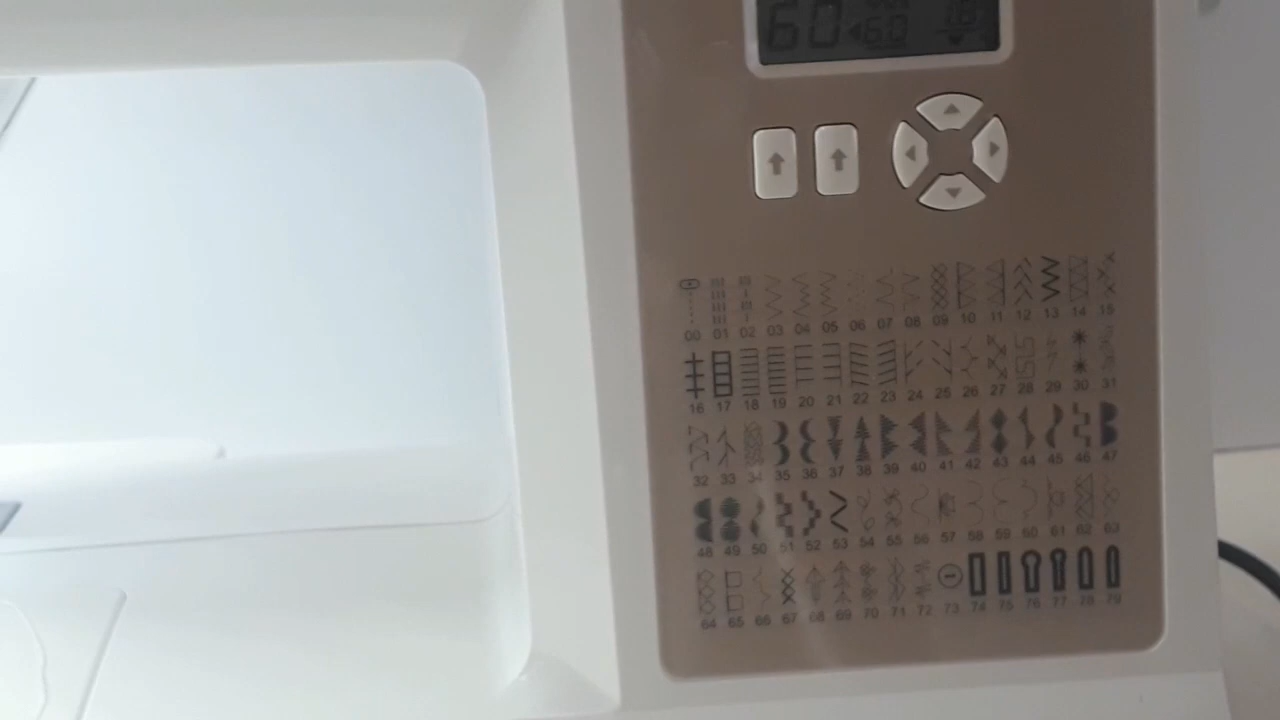 60
00 01 02 03 04 05 06 07 08 09 10 11 12 13 14 15
16 17 18 19 20 21 22 23 24 25 26 27 28 29 30 31
32 33 34 35 36 37 38 39 40 41 42 43 44 45 46 47
48 49 50 51 52 53 54 55 56 57 58 59 60 61 62 63
64 65 66 67 68 69 70 71 72 73 74 75 76 77 78 79